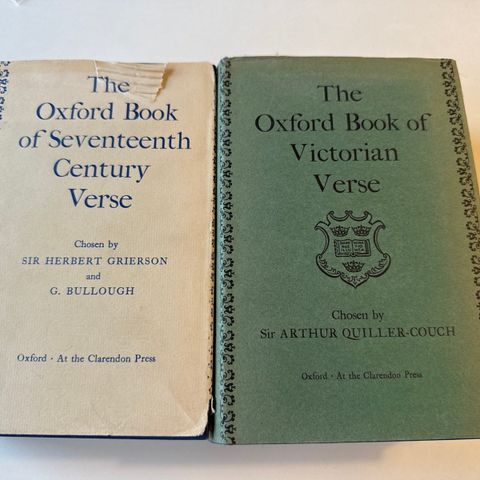 The
Oxford Book
of Seventeenth
Century
Verse
Chosen by
SIR HERBERT GRIERSON
and
G. BULLOUGH
Oxford · At the Clarendon Press
The
Oxford Book of
Victorian
Verse
Chosen by
Sir ARTHUR QUILLER-COUCH
Oxford · At the Clarendon Press